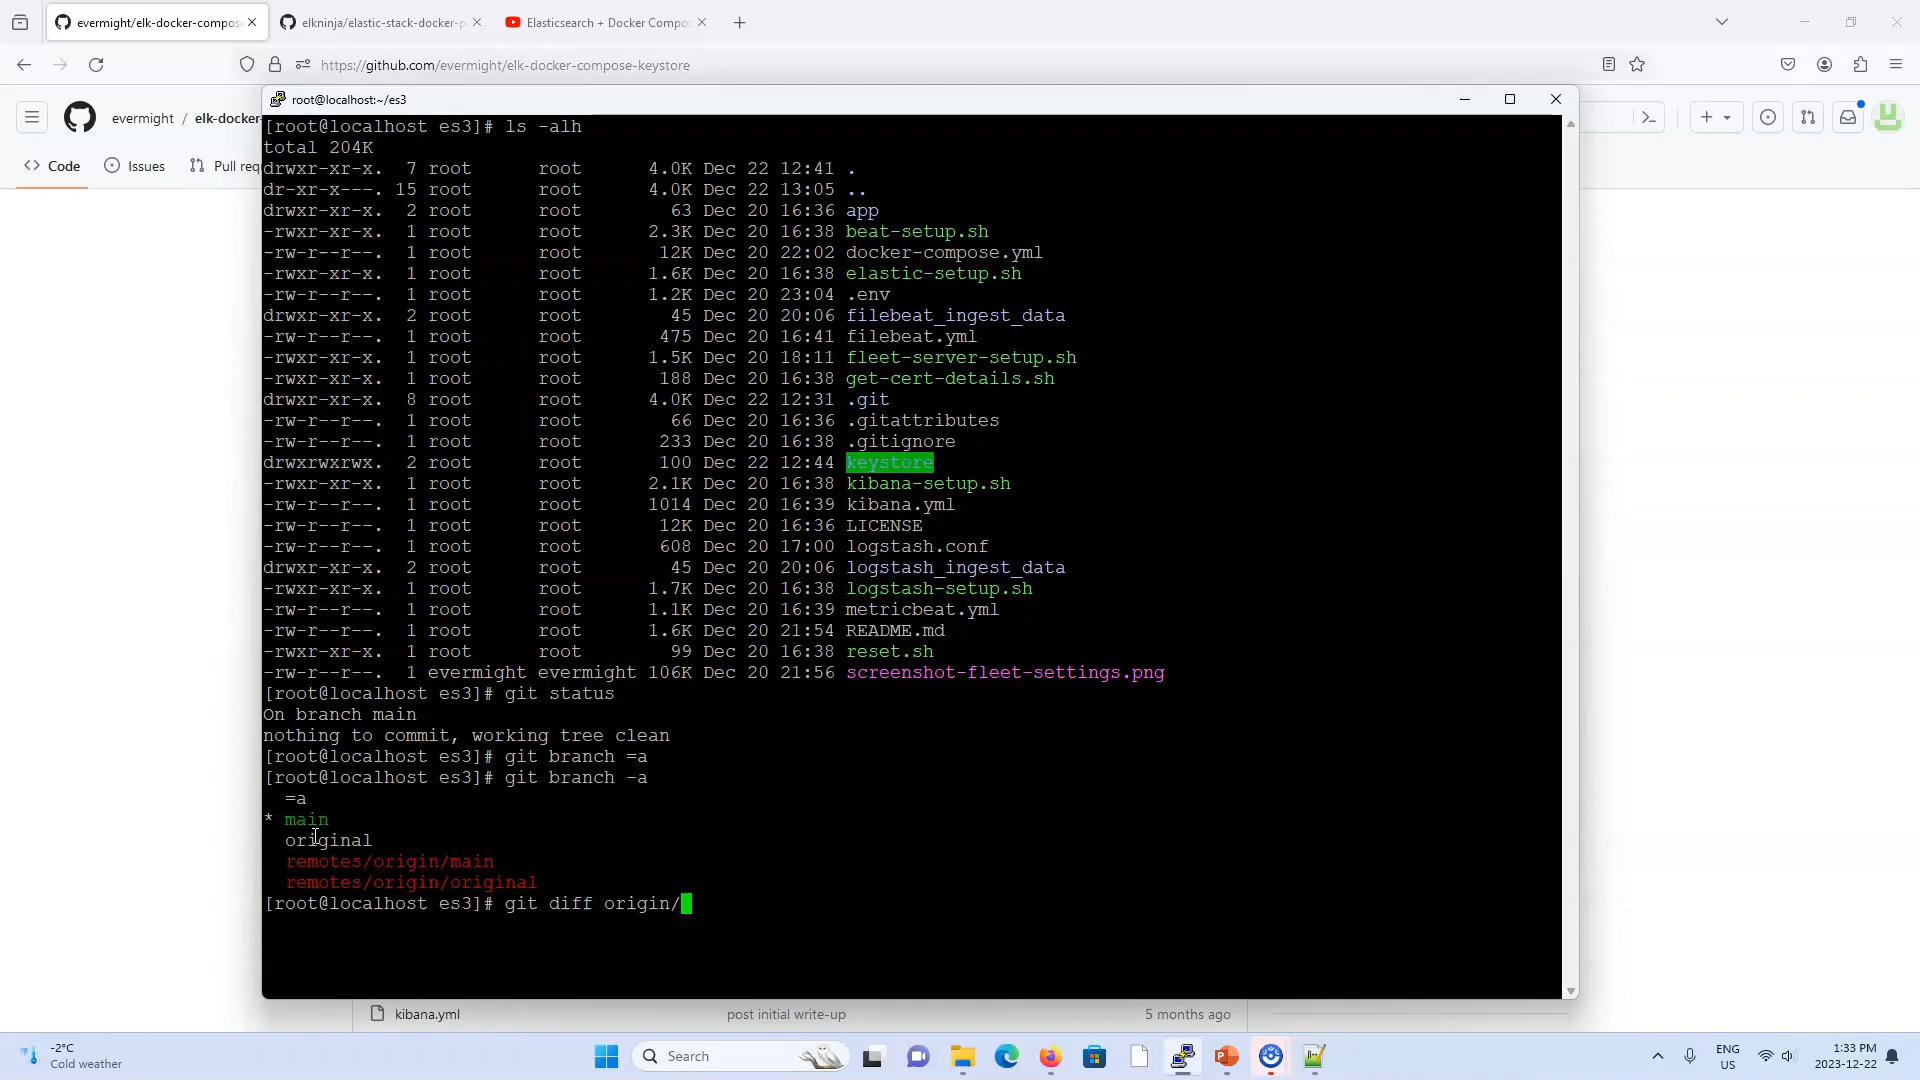 evermight/elk-docker-compos
elkninja/elastic-stack-docker-p
Elasticsearch + Docker Compos
https://github.com/evermight/elk-docker-compose-keystore
root@localhost:~/es3
evermight / elk-docker-
Code
Issues
Pull req
[root@localhost es3]# ls -alh
total 204K
drwxr-xr-x. 7 root root 4.0K Dec 22 12:41 .
dr-xr-x---. 15 root root 4.0K Dec 22 13:05 ..
drwxr-xr-x. 2 root root 63 Dec 20 16:36 app
-rwxr-xr-x. 1 root root 2.3K Dec 20 16:38 beat-setup.sh
-rw-r--r--. 1 root root 12K Dec 20 22:02 docker-compose.yml
-rwxr-xr-x. 1 root root 1.6K Dec 20 16:38 elastic-setup.sh
-rw-r--r--. 1 root root 1.2K Dec 20 23:04 .env
drwxr-xr-x. 2 root root 45 Dec 20 20:06 filebeat_ingest_data
-rw-r--r--. 1 root root 475 Dec 20 16:41 filebeat.yml
-rwxr-xr-x. 1 root root 1.5K Dec 20 18:11 fleet-server-setup.sh
-rwxr-xr-x. 1 root root 188 Dec 20 16:38 get-cert-details.sh
drwxr-xr-x. 8 root root 4.0K Dec 22 12:31 .git
-rw-r--r--. 1 root root 66 Dec 20 16:36 .gitattributes
-rw-r--r--. 1 root root 233 Dec 20 16:38 .gitignore
drwxrwxrwx. 2 root root 100 Dec 22 12:44 keystore
-rwxr-xr-x. 1 root root 2.1K Dec 20 16:38 kibana-setup.sh
-rw-r--r--. 1 root root 1014 Dec 20 16:39 kibana.yml
-rw-r--r--. 1 root root 12K Dec 20 16:36 LICENSE
-rw-r--r--. 1 root root 608 Dec 20 17:00 logstash.conf
drwxr-xr-x. 2 root root 45 Dec 20 20:06 logstash_ingest_data
-rwxr-xr-x. 1 root root 1.7K Dec 20 16:38 logstash-setup.sh
-rw-r--r--. 1 root root 1.1K Dec 20 16:39 metricbeat.yml
-rw-r--r--. 1 root root 1.6K Dec 20 21:54 README.md
-rwxr-xr-x. 1 root root 99 Dec 20 16:38 reset.sh
-rw-r--r--. 1 evermight evermight 106K Dec 20 21:56 screenshot-fleet-settings.png
[root@localhost es3]# git status
On branch main
nothing to commit, working tree clean
[root@localhost es3]# git branch =a
[root@localhost es3]# git branch -a
=a
* main
original
remotes/origin/main
remotes/origin/original
[root@localhost es3]# git diff origin/
kibana.yml post initial write-up 5 months ago
-2°C
Cold weather
Search
ENG
US
1:33 PM
2023-12-22